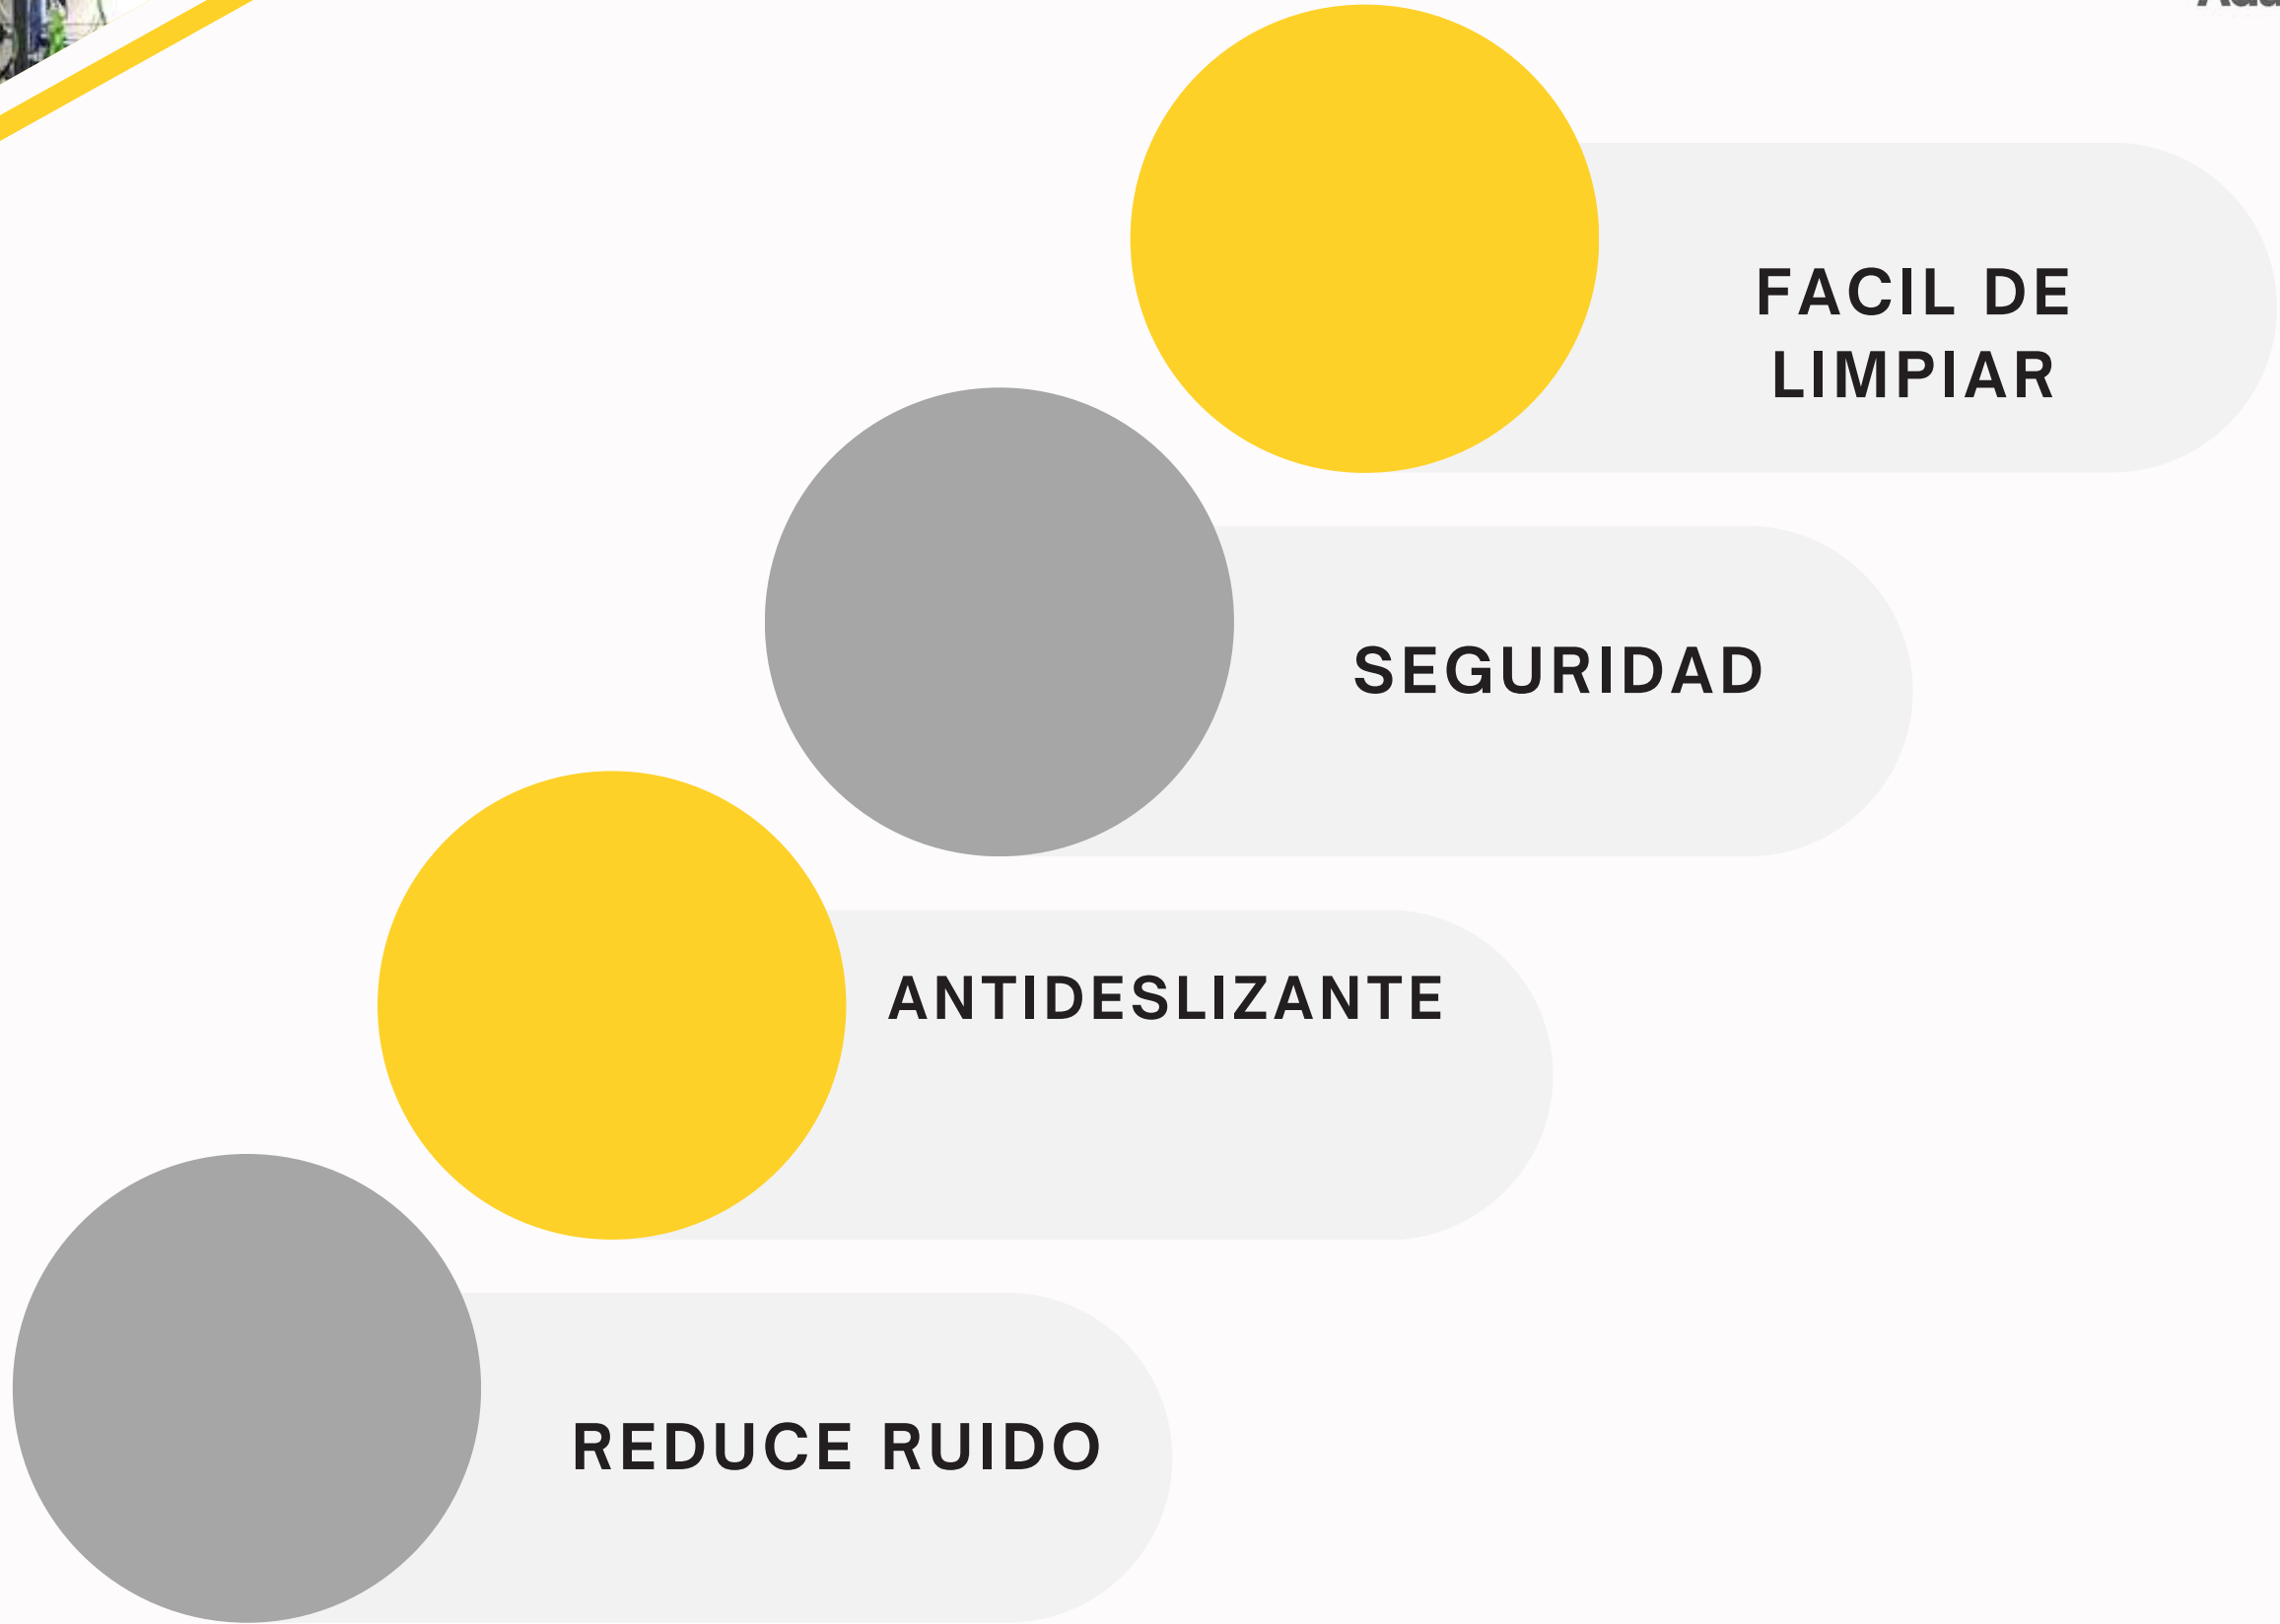 FACIL DE
LIMPIAR
SEGURIDAD
ANTIDESLIZANTE
REDUCE RUIDO